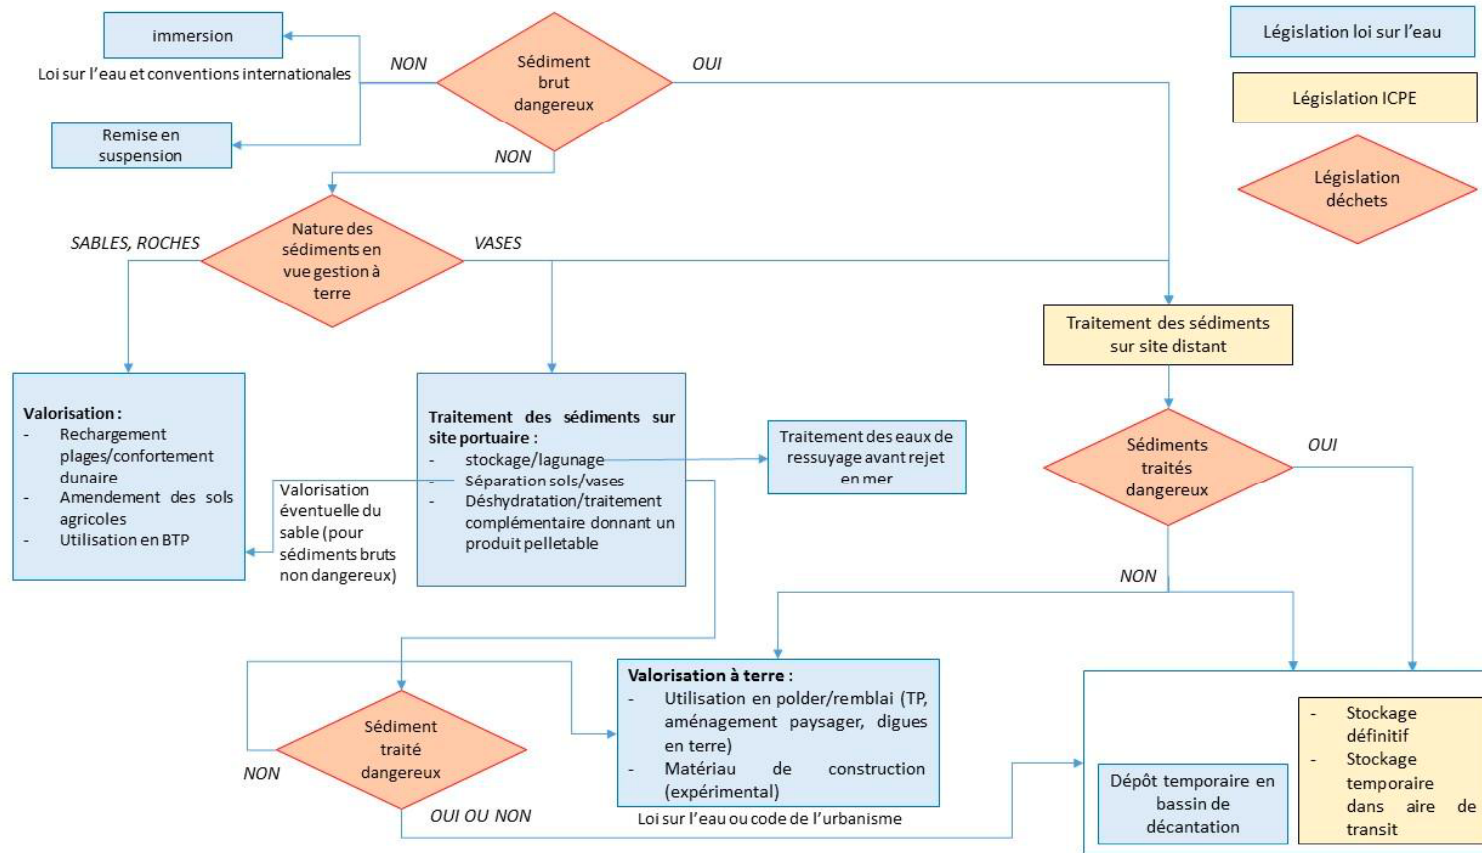 immersion
Loi sur l'eau et conventions internationales
Remise en
suspension
NON
Sédiment
brut
dangereux
OUI
NON
Législation loi sur l'eau
Législation ICPE
Législation
déchets
SABLES, ROCHES
Nature des
sédiments en
vue gestion à
terre
VASES
Traitement des sédiments
sur site distant
Valorisation :
- Rechargement
plages/confortement
dunaire
- Amendement des sols
agricoles
- Utilisation en BTP
Valorisation
éventuelle du
sable (pour
sédiments bruts
non dangereux)
Traitement des sédiments sur
site portuaire :
- stockage/lagunage
- Séparation sols/vases
- Déshydratation/traitement
complémentaire donnant un
produit pelletable
Traitement des eaux de
ressuyage avant rejet
en mer
Sédiments
traités
dangereux
OUI
NON
Sédiment
traité
dangereux
NON
OUI OU NON
Valorisation à terre :
- Utilisation en polder/remblai (TP,
aménagement paysager, digues
en terre)
- Matériau de construction
(expérimental)
Loi sur l'eau ou code de l'urbanisme
Dépôt temporaire en
bassin de
décantation
- Stockage
définitif
- Stockage
temporaire
dans aire de
transit